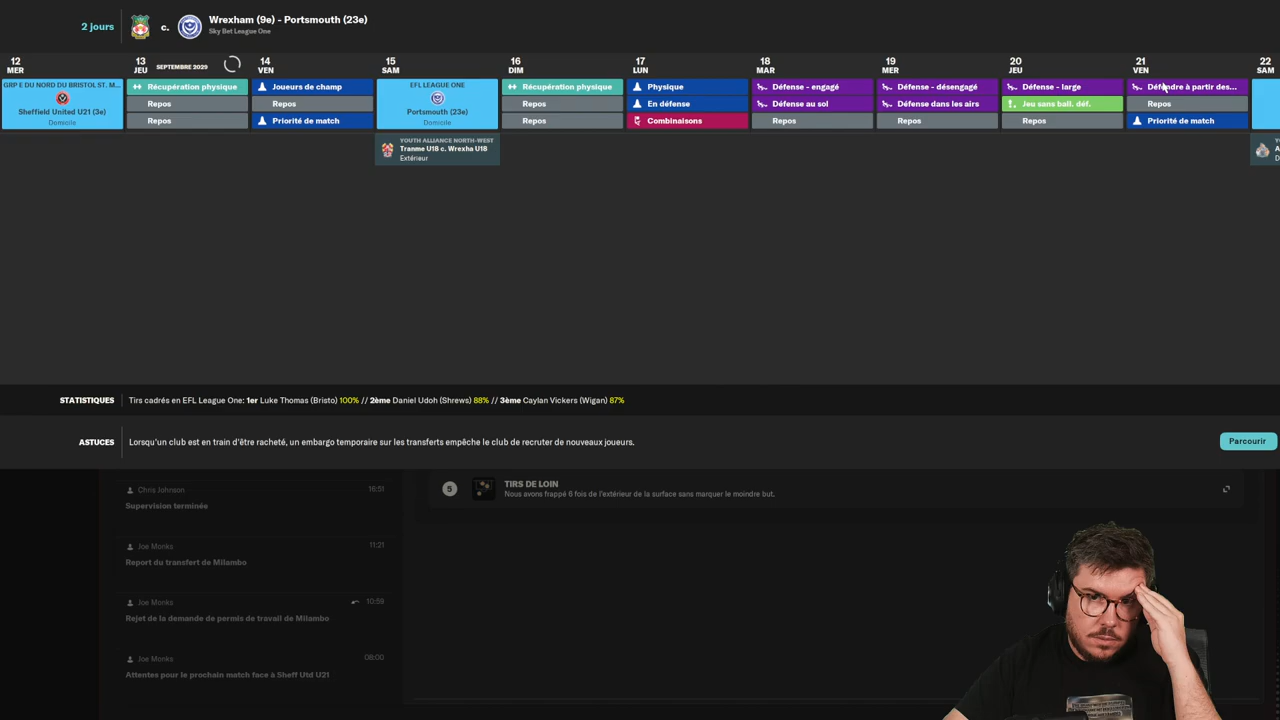 2 jours
c.
Wrexham (9e) - Portsmouth (23e)
Sky Bet League One
12
MER
13
JEU
SEPTEMBRE 2029
14
VEN
15
SAM
16
DIM
17
LUN
18
MAR
19
MER
20
JEU
21
VEN
22
SAM
GRP E DU NORD DU BRISTOL ST. M...
Sheffield United U21 (3e)
Domicile
Récupération physique
Repos
Repos
Joueurs de champ
Repos
Priorité de match
EFL LEAGUE ONE
Portsmouth (23e)
Domicile
Récupération physique
Repos
Repos
Physique
En défense
Combinaisons
Défense - engagé
Défense au sol
Repos
Défense - désengagé
Défense dans les airs
Repos
Défense - large
Jeu sans ball. déf.
Repos
Défendre à partir des...
Repos
Priorité de match
YOUTH ALLIANCE NORTH-WEST
Tranme U18 c. Wrexha U18
Extérieur
STATISTIQUES
Tirs cadrés en EFL League One: 1er Luke Thomas (Bristo) 100% // 2ème Daniel Udoh (Shrews) 88% // 3ème Caylan Vickers (Wigan) 87%
ASTUCES
Lorsqu'un club est en train d'être racheté, un embargo temporaire sur les transferts empêche le club de recruter de nouveaux joueurs.
Parcourir
Chris Johnson
16:51
Supervision terminée
Joe Monks
11:21
Report du transfert de Milambo
Joe Monks
10:59
Rejet de la demande de permis de travail de Milambo
Joe Monks
08:00
Attentes pour le prochain match face à Sheff Utd U21
5
TIRS DE LOIN
Nous avons frappé 6 fois de l'extérieur de la surface sans marquer le moindre but.